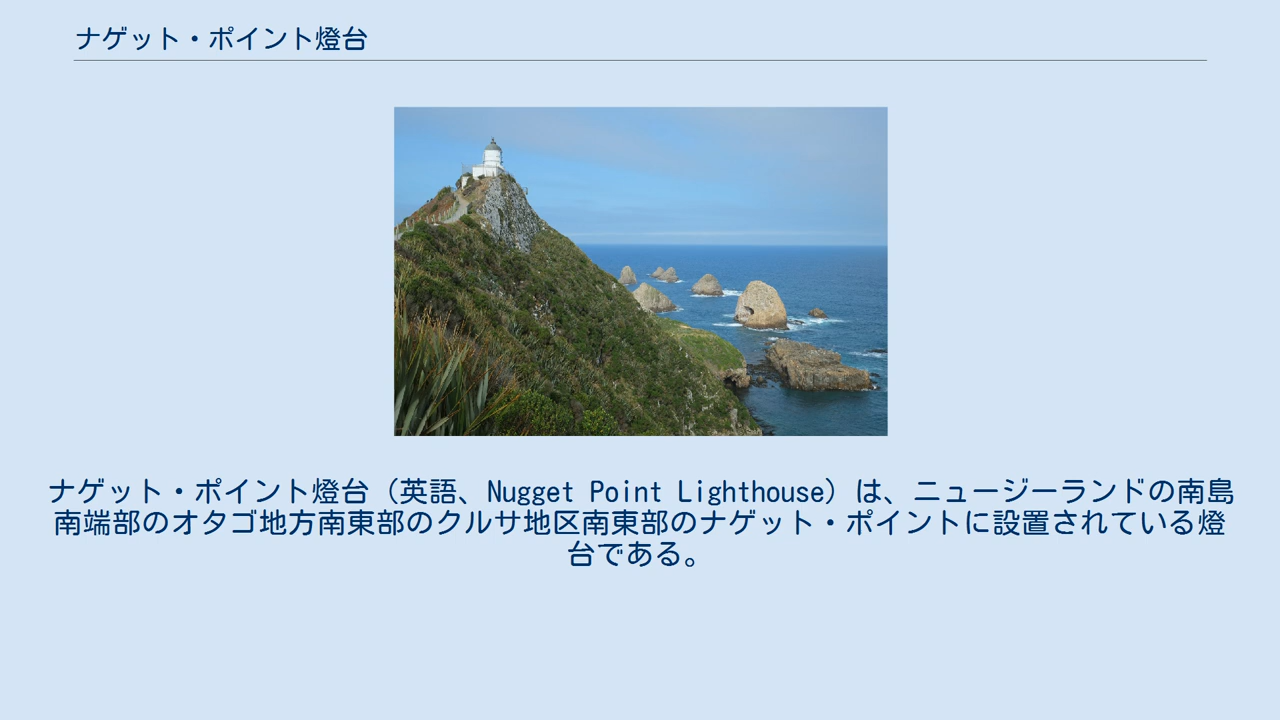 ナゲット・ポイント燈台
ナゲット・ポイント燈台（英語、Nugget Point Lighthouse）は、ニュージーランドの南島
南端部のオタゴ地方南東部のクルサ地区南東部のナゲット・ポイントに設置されている燈
台である。